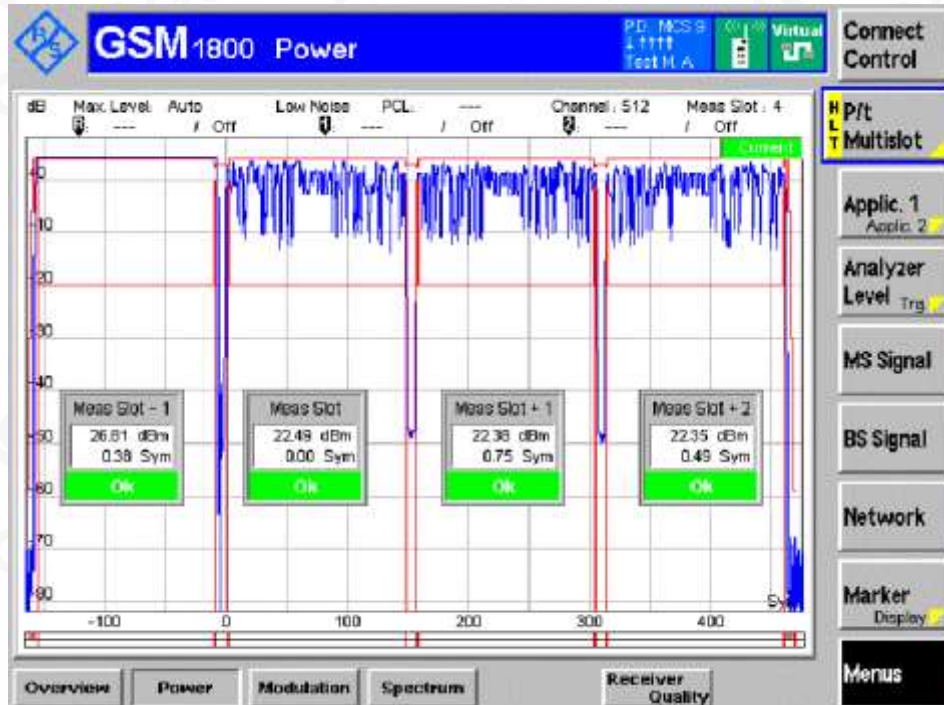 R&S
GSM 1800 Power
P.D. MCS 9
Test M. A
Virtual
Connect
Control
dB Max. Level: Auto Low Noise PCL: --- Channel: 512 Meas Slot: 4
--- / Off 1 --- / Off 2 --- / Off
Current
HLT
P/t
Multislot
Applic. 1
Applic. 2
Analyzer
Level Trg
MS Signal
BS Signal
Network
Marker
Display
Menus
-10
-20
-30
-40
-50
-60
-70
Meas Slot - 1
26.81 dBm
0.38 Sym
Ok
Meas Slot
22.49 dBm
0.00 Sym
Ok
Meas Slot + 1
22.38 dBm
0.75 Sym
Ok
Meas Slot + 2
22.35 dBm
0.49 Sym
Ok
-100 0 100 200 300 400
Overview Power Modulation Spectrum Receiver
Quality